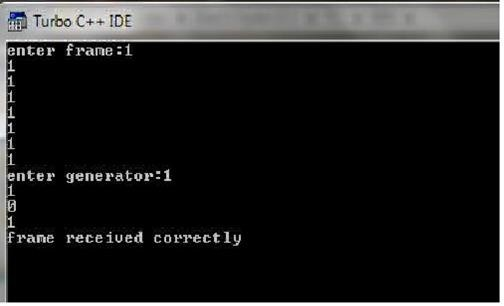 Turbo C++ IDE
enter frame:1
1
1
1
1
1
1
1
enter generator:1
1
0
1
frame received correctly